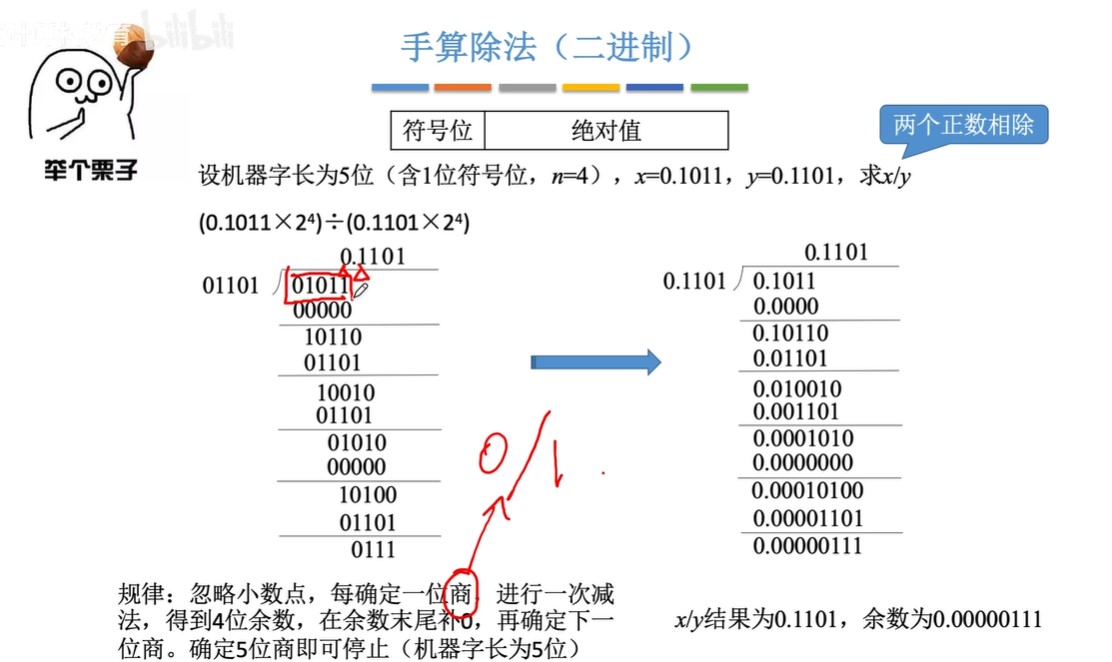 bilibili
手算除法（二进制）
符号位 绝对值
两个正数相除
举个栗子
设机器字长为5位（含1位符号位，n=4），x=0.1011，y=0.1101，求x/y
(0.1011×2⁴)÷(0.1101×2⁴)
0.1101
01101 01011
00000
10110
01101
10010
01101
01010
00000
10100
01101
0111
0/1
0.1101
0.1101 0.1011
0.0000
0.10110
0.01101
0.010010
0.001101
0.0001010
0.0000000
0.00010100
0.00001101
0.00000111
规律：忽略小数点，每确定一位商，进行一次减
法，得到4位余数，在余数末尾补0，再确定下一
位商。确定5位商即可停止（机器字长为5位）
x/y结果为0.1101，余数为0.00000111